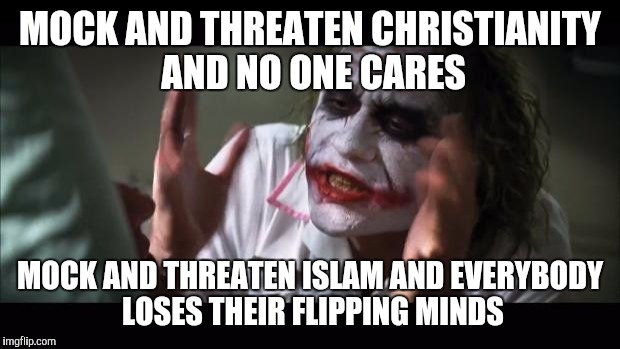 MOCK AND THREATEN CHRISTIANITY
AND NO ONE CARES
MOCK AND THREATEN ISLAM AND EVERYBODY
LOSES THEIR FLIPPING MINDS
imgflip.com